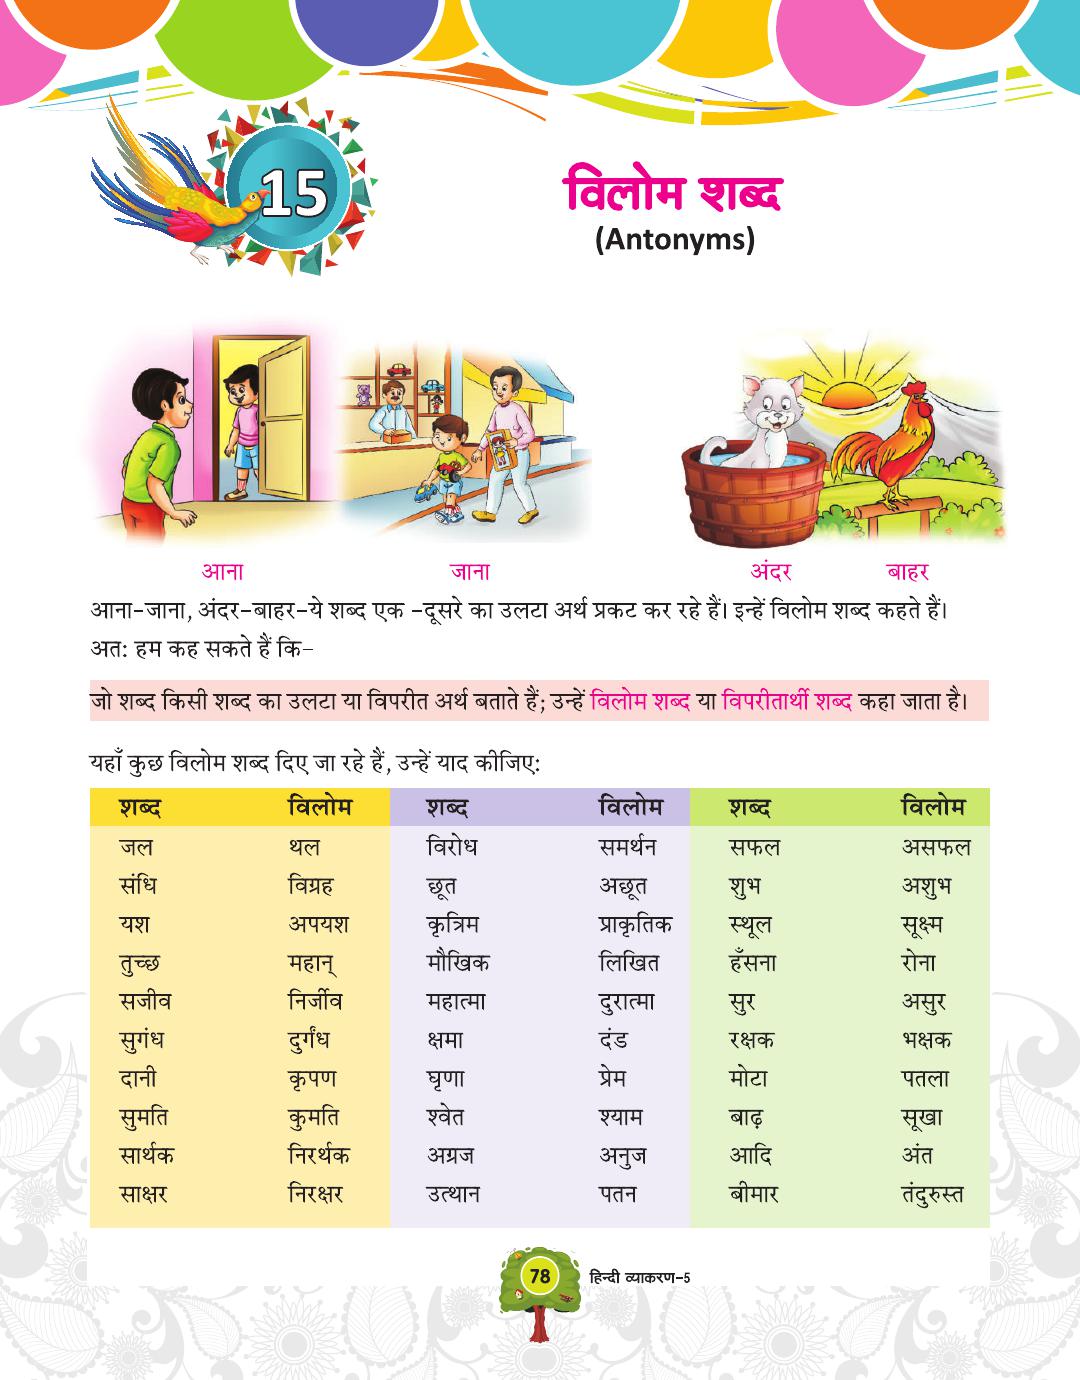 15
विलोम शब्द
(Antonyms)
आना जाना अंदर बाहर
आना-जाना, अंदर-बाहर-ये शब्द एक -दूसरे का उलटा अर्थ प्रकट कर रहे हैं। इन्हें विलोम शब्द कहते हैं।
अत: हम कह सकते हैं कि-
जो शब्द किसी शब्द का उलटा या विपरीत अर्थ बताते हैं; उन्हें विलोम शब्द या विपरीतार्थी शब्द कहा जाता है।
यहाँ कुछ विलोम शब्द दिए जा रहे हैं, उन्हें याद कीजिए:
शब्द विलोम शब्द विलोम शब्द विलोम
जल थल विरोध समर्थन सफल असफल
संधि विग्रह छूत अछूत शुभ अशुभ
यश अपयश कृत्रिम प्राकृतिक स्थूल सूक्ष्म
तुच्छ महान् मौखिक लिखित हँसना रोना
सजीव निर्जीव महात्मा दुरात्मा सुर असुर
सुगंध दुर्गंध क्षमा दंड रक्षक भक्षक
दानी कृपण घृणा प्रेम मोटा पतला
सुमति कुमति श्वेत श्याम बाढ़ सूखा
सार्थक निरर्थक अग्रज अनुज आदि अंत
साक्षर निरक्षर उत्थान पतन बीमार तंदुरुस्त
78 हिन्दी व्याकरण-5